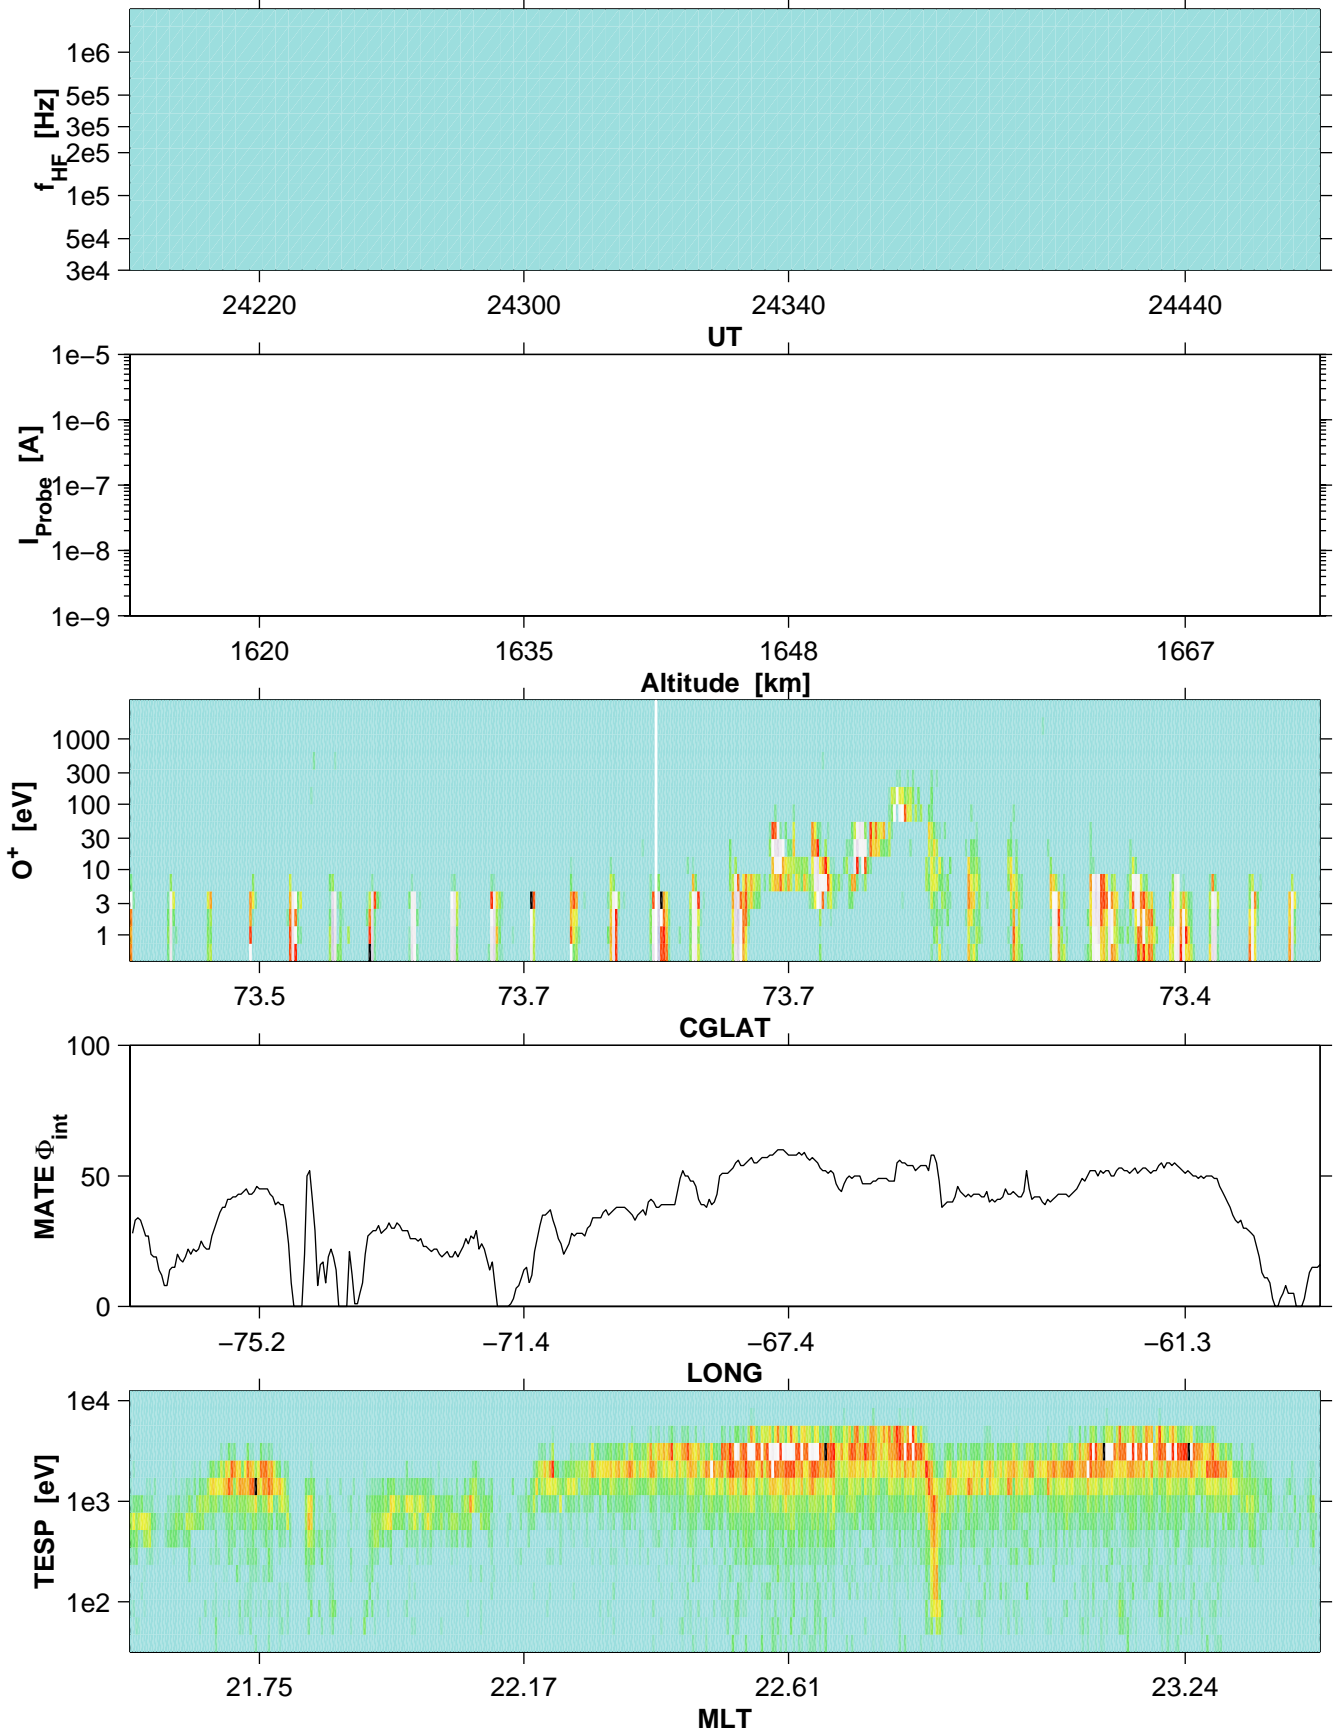 f_HF [Hz]
1e6
5e5
3e5
2e5
1e5
5e4
3e4
24220 24300 24340 24440
UT
I_Probe [A]
1e−5
1e−6
1e−7
1e−8
1e−9
1620 1635 1648 1667
Altitude [km]
O⁺ [eV]
1000
300
100
30
10
3
1
73.5 73.7 73.7 73.4
CGLAT
MATE Φ_int
100
50
0
−75.2 −71.4 −67.4 −61.3
LONG
TESP [eV]
1e4
1e3
1e2
21.75 22.17 22.61 23.24
MLT